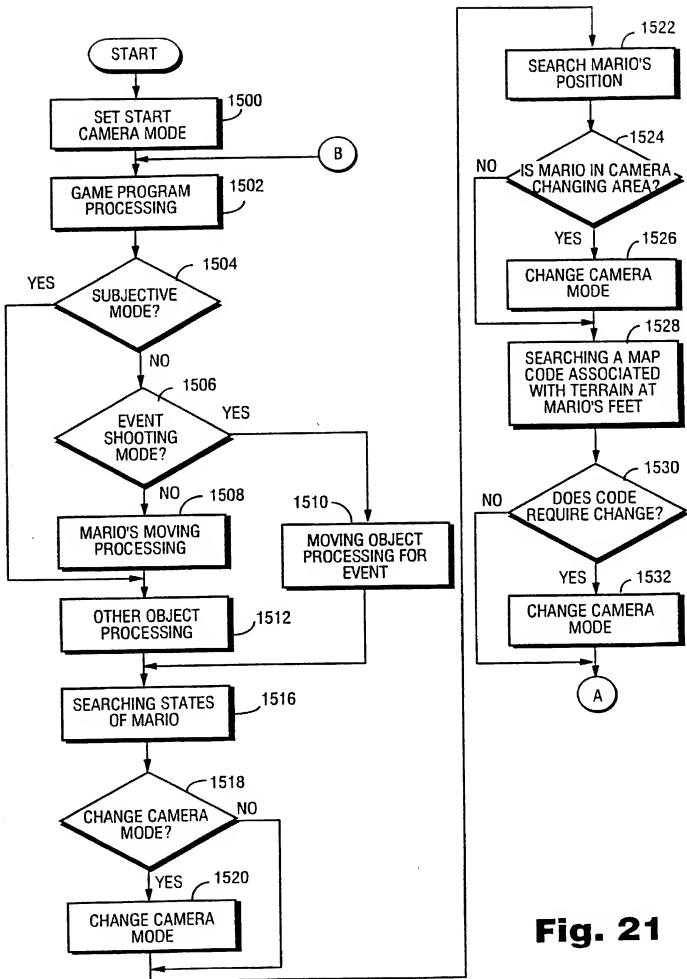 START
1500
SET START
CAMERA MODE
B
1502
GAME PROGRAM
PROCESSING
1504
YES
SUBJECTIVE
MODE?
NO
1506
YES
EVENT
SHOOTING
MODE?
NO
1508
MARIO'S MOVING
PROCESSING
1510
MOVING OBJECT
PROCESSING FOR
EVENT
OTHER OBJECT
PROCESSING
1512
SEARCHING STATES
OF MARIO
1516
1518
NO
CHANGE CAMERA
MODE?
YES
1520
CHANGE CAMERA
MODE
1522
SEARCH MARIO'S
POSITION
1524
NO
IS MARIO IN CAMERA
CHANGING AREA?
YES
1526
CHANGE CAMERA
MODE
1528
SEARCHING A MAP
CODE ASSOCIATED
WITH TERRAIN AT
MARIO'S FEET
1530
NO
DOES CODE
REQUIRE CHANGE?
YES
1532
CHANGE CAMERA
MODE
A
Fig. 21